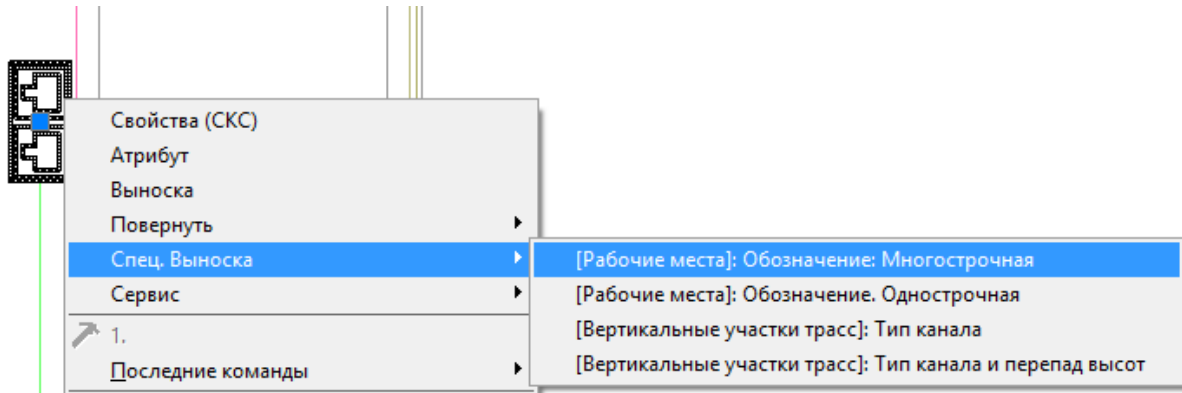 Свойства (СКС)
Атрибут
Выноска
Повернуть
Спец. Выноска
Сервис
1.
Последние команды
[Рабочие места]: Обозначение: Многострочная
[Рабочие места]: Обозначение. Однострочная
[Вертикальные участки трасс]: Тип канала
[Вертикальные участки трасс]: Тип канала и перепад высот